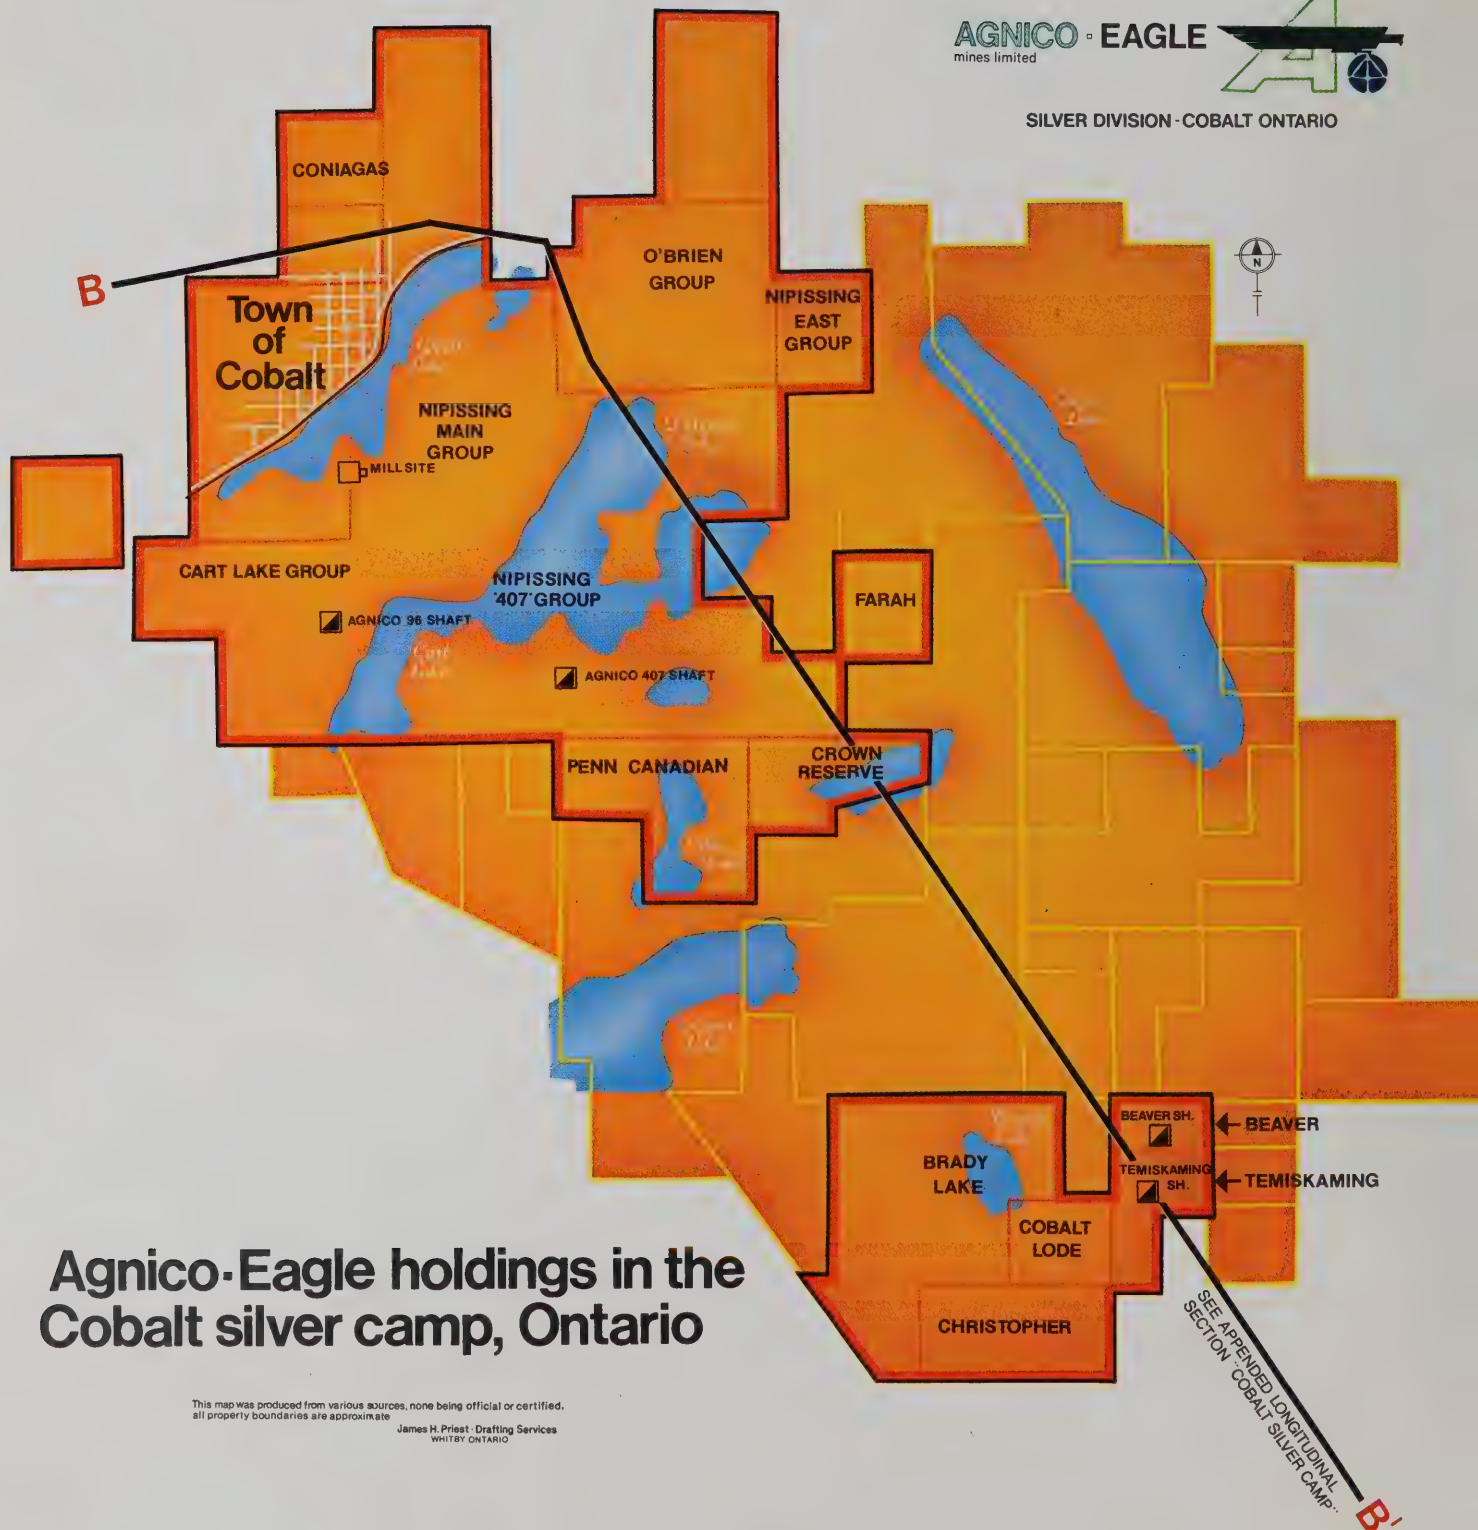 AGNICO · EAGLE
mines limited
SILVER DIVISION - COBALT ONTARIO
N
CONIAGAS
O'BRIEN
GROUP
NIPISSING
EAST
GROUP
B
Town
of
Cobalt
NIPISSING
MAIN
GROUP
MILLSITE
CART LAKE GROUP
NIPISSING
'407' GROUP
FARAH
AGNICO 96 SHAFT
Cart
Lake
AGNICO 407 SHAFT
PENN CANADIAN
CROWN
RESERVE
BEAVER SH.
BEAVER
TEMISKAMING
SH.
TEMISKAMING
BRADY
LAKE
COBALT
LODE
CHRISTOPHER
Agnico·Eagle holdings in the
Cobalt silver camp, Ontario
This map was produced from various sources, none being official or certified,
all property boundaries are approximate
James H. Priest · Drafting Services
WHITBY ONTARIO
SEE APPENDED LONGITUDINAL
SECTION "COBALT SILVER CAMP"
B'